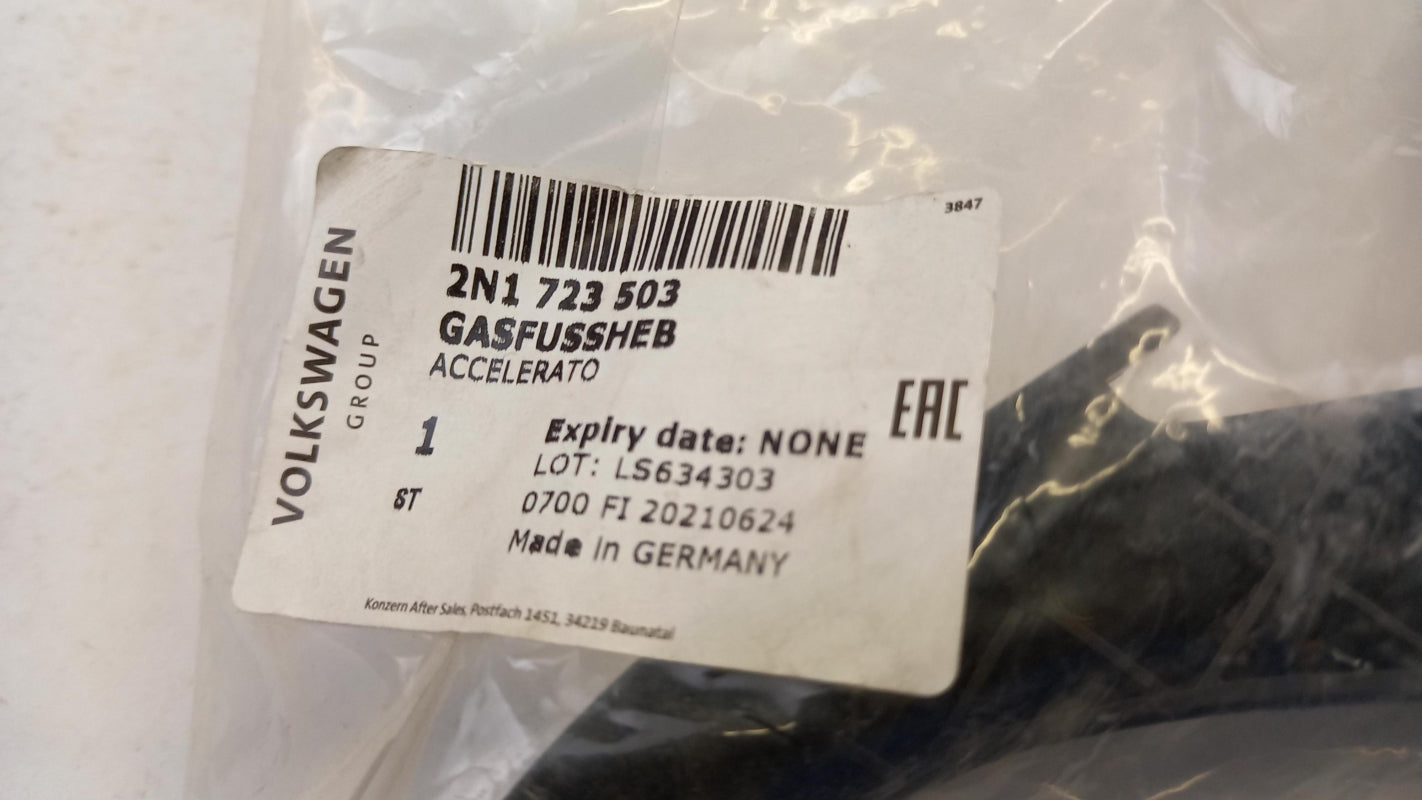 3847
2N1 723 503
GASFUSSHEB
ACCELERATO
VOLKSWAGEN
GROUP
1
ST
Expiry date: NONE
LOT: LS634303
0700 FI 20210624
Made in GERMANY
EAC
Konzern After Sales, Postfach 1451, 34219 Baunatal